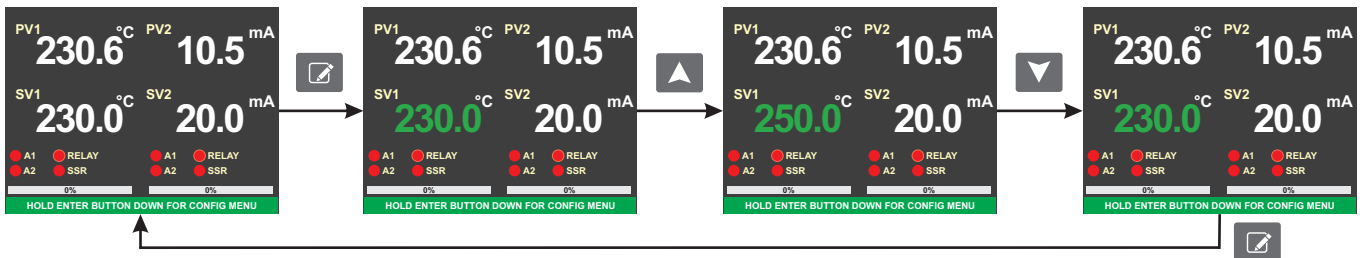 PV1 °C PV2 mA
230.6 10.5
SV1 °C SV2 mA
230.0 20.0
A1 RELAY A1 RELAY
A2 SSR A2 SSR
0% 0%
HOLD ENTER BUTTON DOWN FOR CONFIG MENU
PV1 °C PV2 mA
230.6 10.5
SV1 °C SV2 mA
230.0 20.0
A1 RELAY A1 RELAY
A2 SSR A2 SSR
0% 0%
HOLD ENTER BUTTON DOWN FOR CONFIG MENU
PV1 °C PV2 mA
230.6 10.5
SV1 °C SV2 mA
250.0 20.0
A1 RELAY A1 RELAY
A2 SSR A2 SSR
0% 0%
HOLD ENTER BUTTON DOWN FOR CONFIG MENU
PV1 °C PV2 mA
230.6 10.5
SV1 °C SV2 mA
230.0 20.0
A1 RELAY A1 RELAY
A2 SSR A2 SSR
0% 0%
HOLD ENTER BUTTON DOWN FOR CONFIG MENU